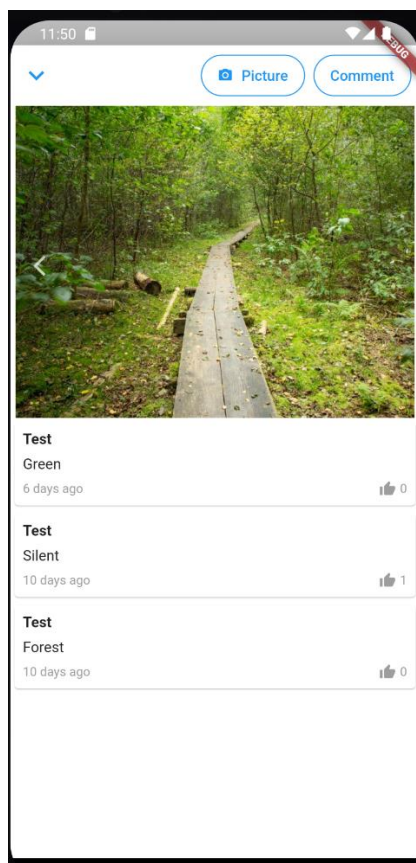 11:50
DEBUG
Picture Comment
Test
Green
6 days ago 0
Test
Silent
10 days ago 1
Test
Forest
10 days ago 0